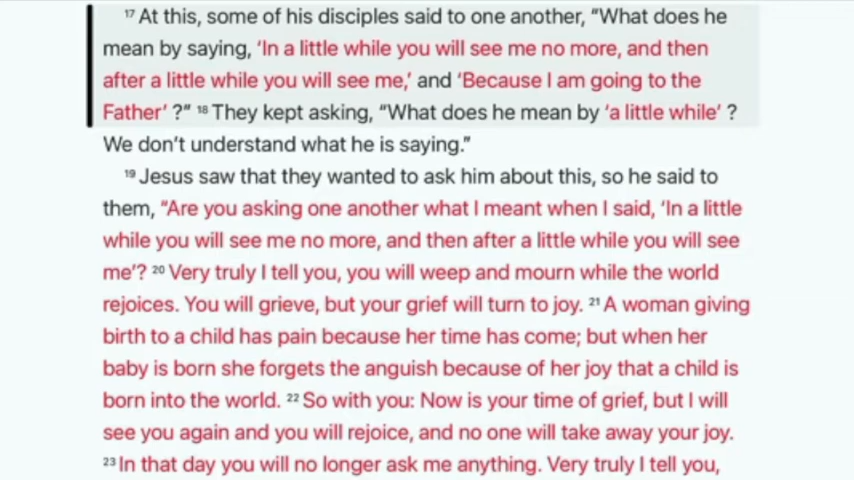 17 At this, some of his disciples said to one another, “What does he
mean by saying, ‘In a little while you will see me no more, and then
after a little while you will see me,’ and ‘Because I am going to the
Father’ ?” 18 They kept asking, “What does he mean by ‘a little while’ ?
We don’t understand what he is saying.”
19 Jesus saw that they wanted to ask him about this, so he said to
them, “Are you asking one another what I meant when I said, ‘In a little
while you will see me no more, and then after a little while you will see
me’? 20 Very truly I tell you, you will weep and mourn while the world
rejoices. You will grieve, but your grief will turn to joy. 21 A woman giving
birth to a child has pain because her time has come; but when her
baby is born she forgets the anguish because of her joy that a child is
born into the world. 22 So with you: Now is your time of grief, but I will
see you again and you will rejoice, and no one will take away your joy.
23 In that day you will no longer ask me anything. Very truly I tell you,